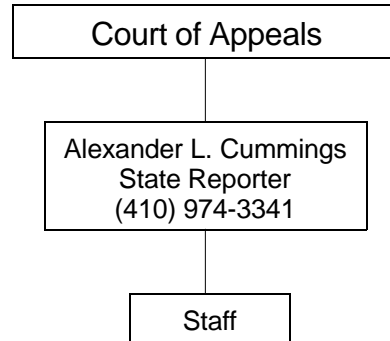 Court of Appeals
Alexander L. Cummings
State Reporter
(410) 974-3341
Staff